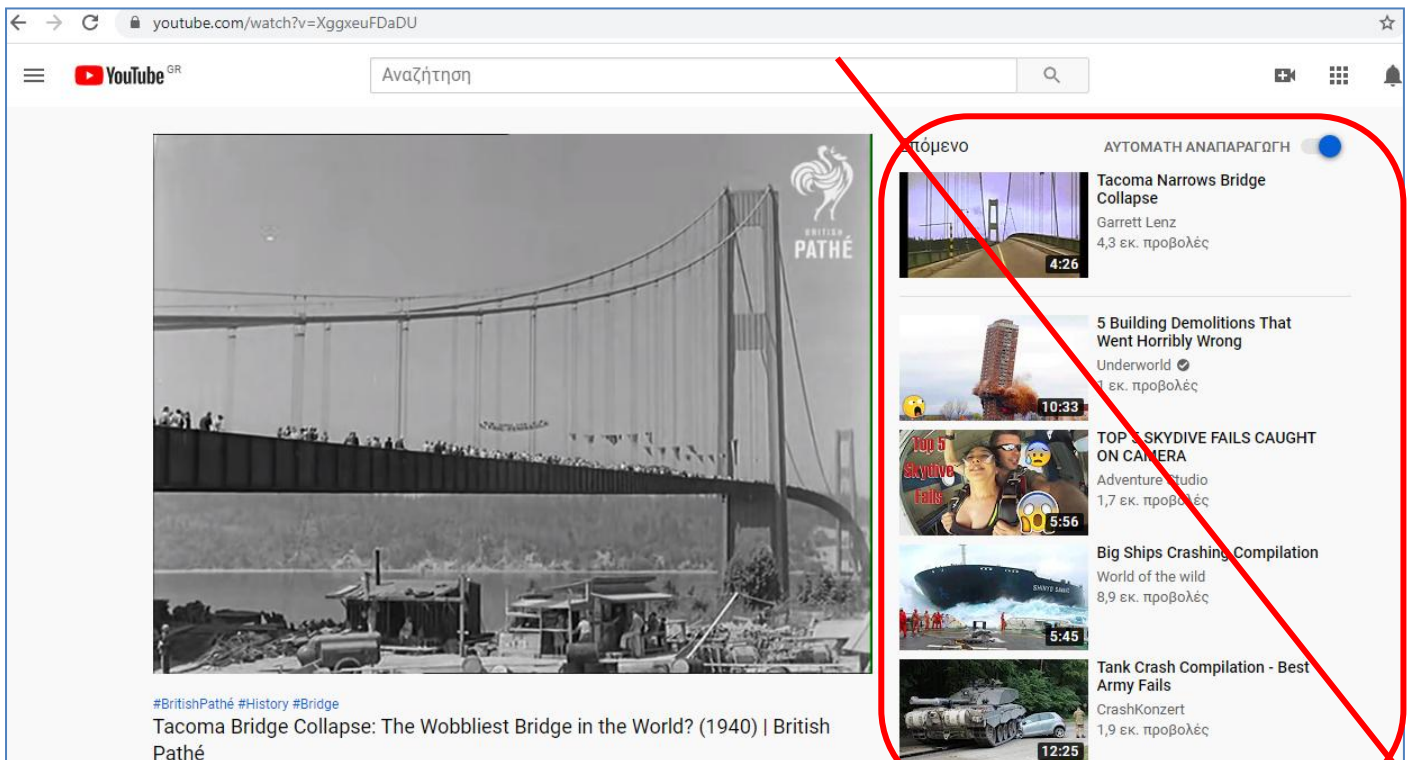 youtube.com/watch?v=XggxeuFDaDU
YouTube GR
Αναζήτηση
BRITISH
PATHÉ
#BritishPathé #History #Bridge
Tacoma Bridge Collapse: The Wobbliest Bridge in the World? (1940) | British
Pathé
Επόμενο
ΑΥΤΟΜΑΤΗ ΑΝΑΠΑΡΑΓΩΓΗ
4:26
Tacoma Narrows Bridge
Collapse
Garrett Lenz
4,3 εκ. προβολές
10:33
5 Building Demolitions That
Went Horribly Wrong
Underworld
1 εκ. προβολές
Top 5
Skydive
Fails
5:56
TOP 5 SKYDIVE FAILS CAUGHT
ON CAMERA
Adventure Studio
1,7 εκ. προβολές
5:45
Big Ships Crashing Compilation
World of the wild
8,9 εκ. προβολές
12:25
Tank Crash Compilation - Best
Army Fails
CrashKonzert
1,9 εκ. προβολές